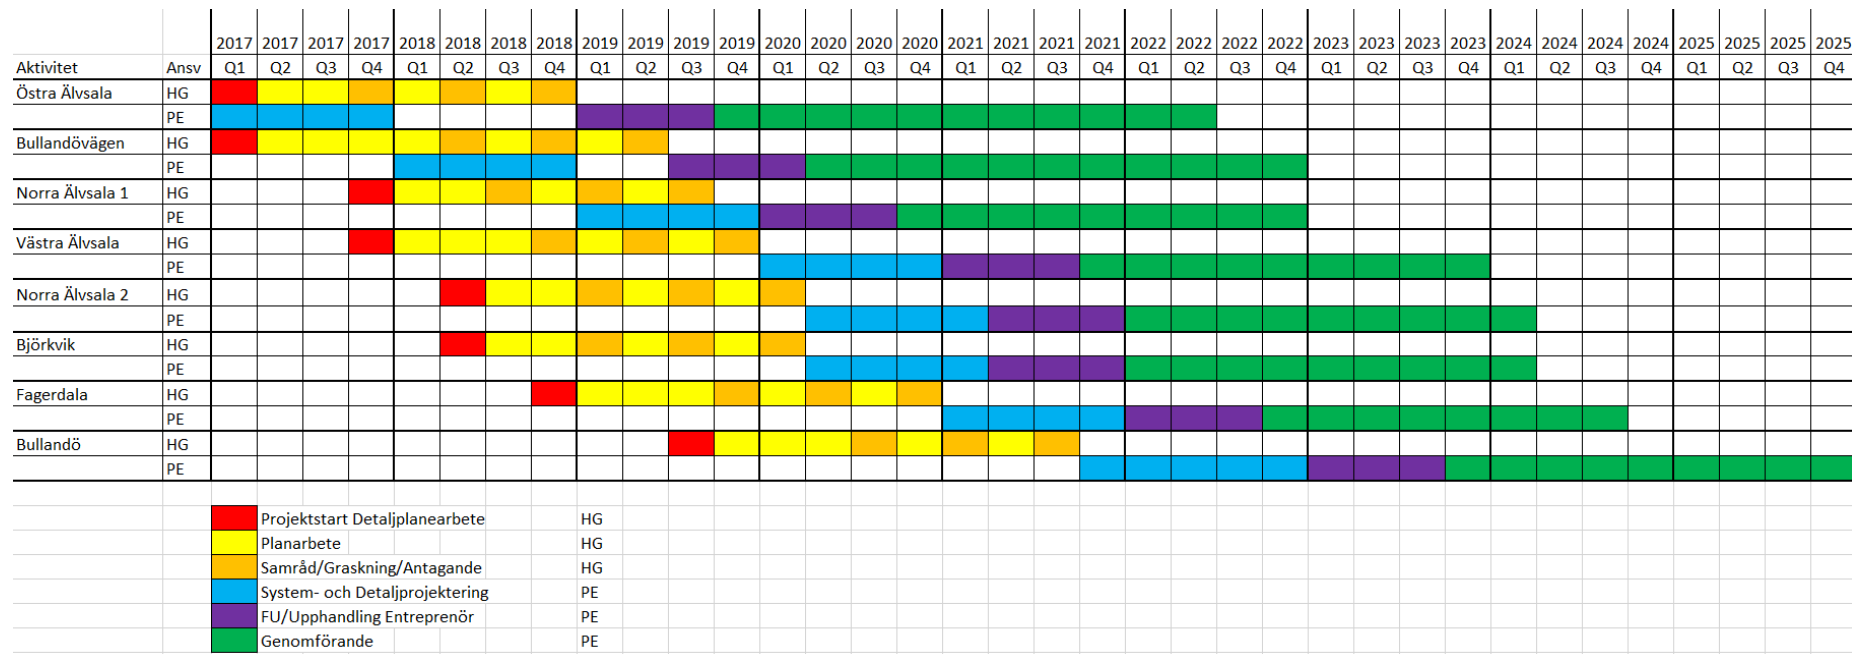 2017 2017 2017 2017 2018 2018 2018 2018 2019 2019 2019 2019 2020 2020 2020 2020 2021 2021 2021 2021 2022 2022 2022 2022 2023 2023 2023 2023 2024 2024 2024 2024 2025 2025 2025 2025
Aktivitet Ansv Q1 Q2 Q3 Q4 Q1 Q2 Q3 Q4 Q1 Q2 Q3 Q4 Q1 Q2 Q3 Q4 Q1 Q2 Q3 Q4 Q1 Q2 Q3 Q4 Q1 Q2 Q3 Q4 Q1 Q2 Q3 Q4 Q1 Q2 Q3 Q4
Östra Älvsala HG
PE
Bullandövägen HG
PE
Norra Älvsala 1 HG
PE
Västra Älvsala HG
PE
Norra Älvsala 2 HG
PE
Björkvik HG
PE
Fagerdala HG
PE
Bullandö HG
PE
Projektstart Detaljplanearbete HG
Planarbete HG
Samråd/Graskning/Antagande HG
System- och Detaljprojektering PE
FU/Upphandling Entreprenör PE
Genomförande PE